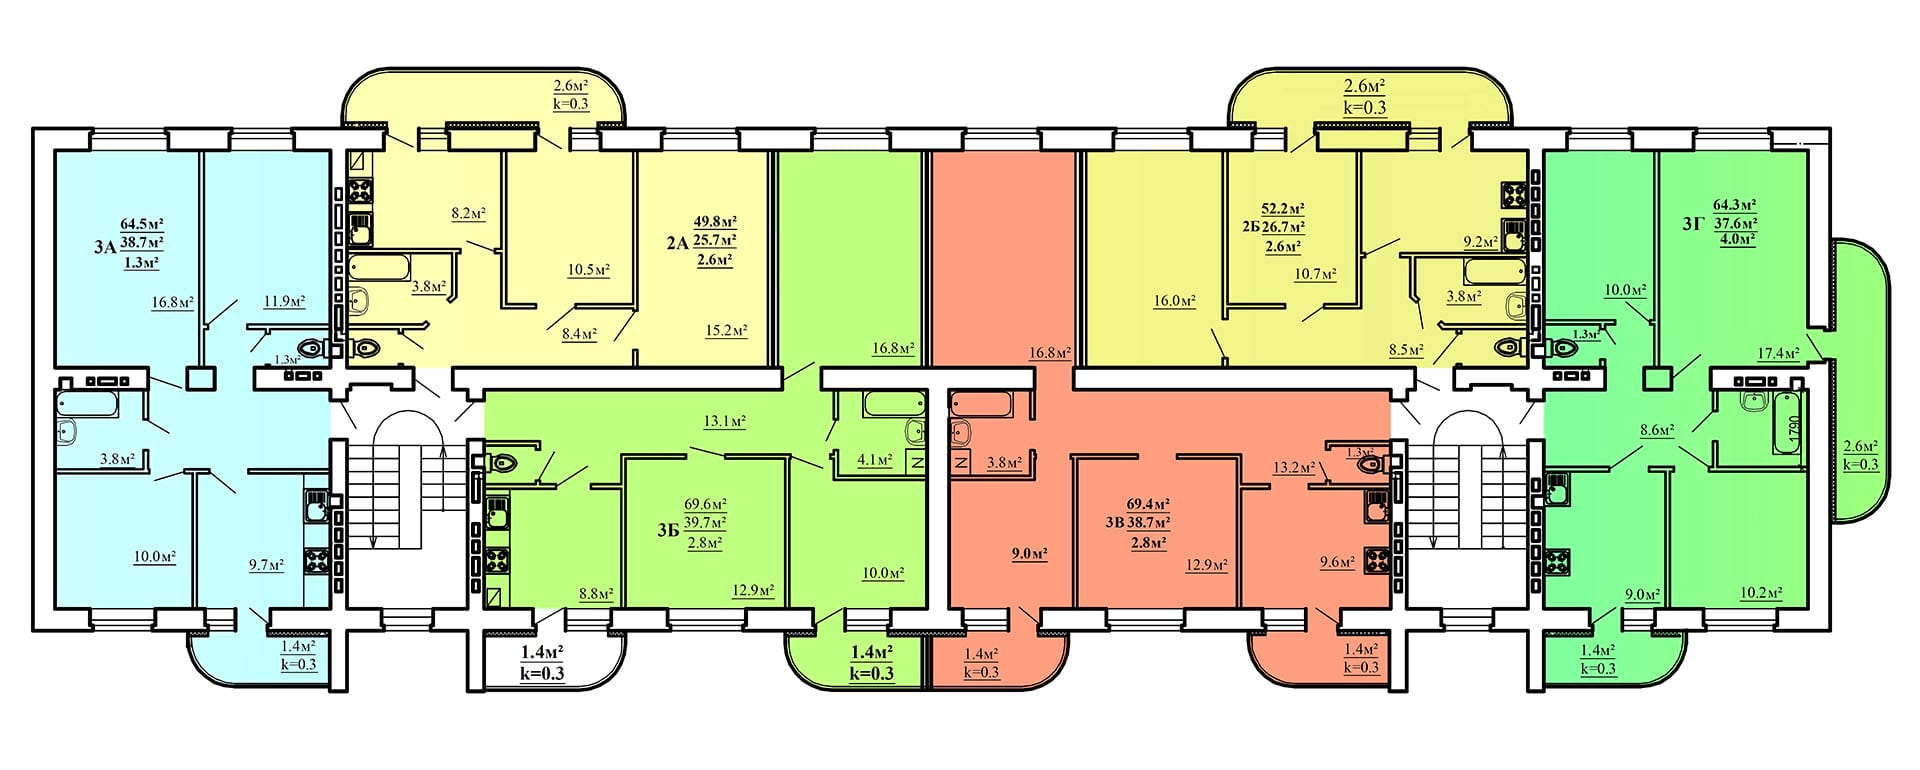 2.6м²
k=0.3
2.6м²
k=0.3
64.5м²
3А 38.7м²
1.3м²
16.8м²
11.9м²
1.3м²
3.8м²
10.0м²
9.7м²
1.4м²
k=0.3
8.2м²
3.8м²
10.5м²
8.4м²
49.8м²
2А 25.7м²
2.6м²
15.2м²
16.8м²
13.1м²
4.1м²
N
69.6м²
3Б 39.7м²
2.8м²
8.8м²
12.9м²
10.0м²
1.4м²
k=0.3
1.4м²
k=0.3
16.8м²
N
3.8м²
13.2м²
1.3м²
69.4м²
3В 38.7м²
2.8м²
9.0м²
12.9м²
9.6м²
1.4м²
k=0.3
1.4м²
k=0.3
16.0м²
52.2м²
2Б 26.7м²
2.6м²
10.7м²
9.2м²
3.8м²
8.5м²
64.3м²
3Г 37.6м²
4.0м²
10.0м²
1.3м²
17.4м²
8.6м²
1790
2.6м²
k=0.3
9.0м²
10.2м²
1.4м²
k=0.3